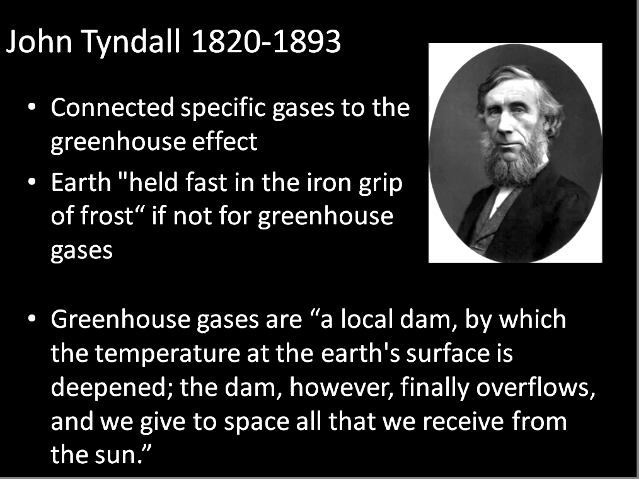 John Tyndall 1820-1893
• Connected specific gases to the
greenhouse effect
• Earth "held fast in the iron grip
of frost“ if not for greenhouse
gases
• Greenhouse gases are “a local dam, by which
the temperature at the earth's surface is
deepened; the dam, however, finally overflows,
and we give to space all that we receive from
the sun.”